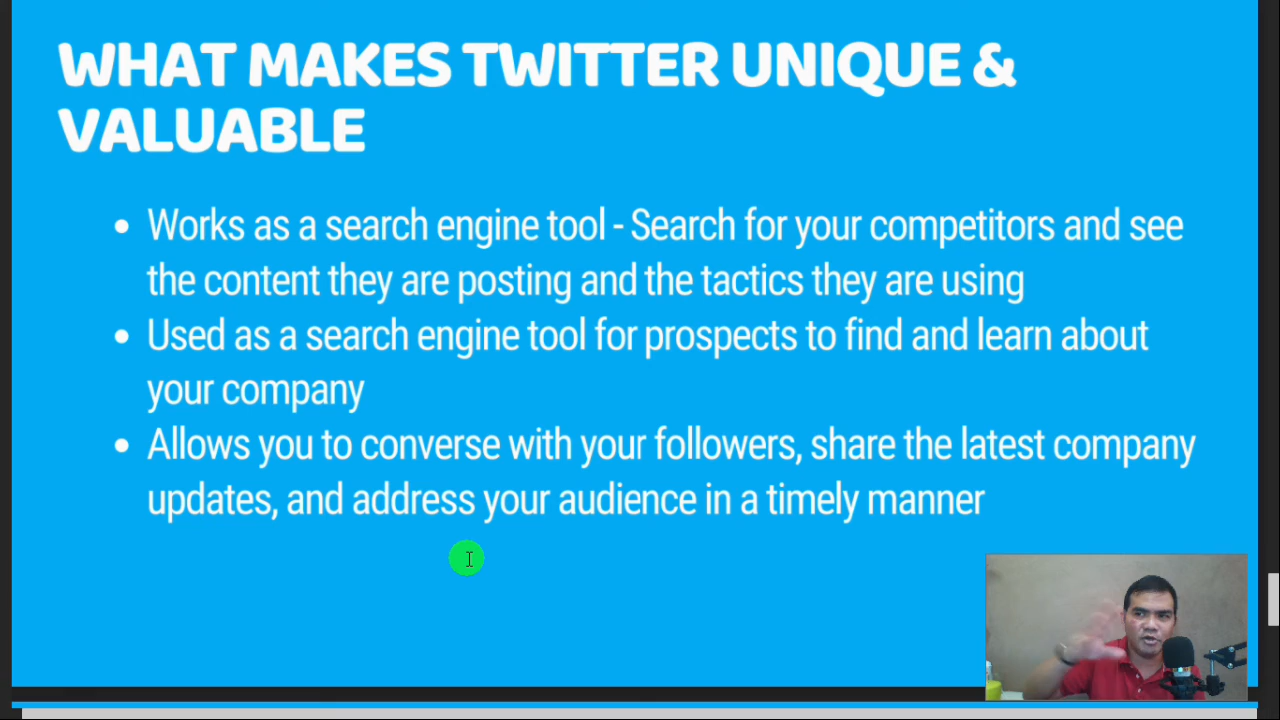 WHAT MAKES TWITTER UNIQUE &
VALUABLE
• Works as a search engine tool - Search for your competitors and see
the content they are posting and the tactics they are using
• Used as a search engine tool for prospects to find and learn about
your company
• Allows you to converse with your followers, share the latest company
updates, and address your audience in a timely manner